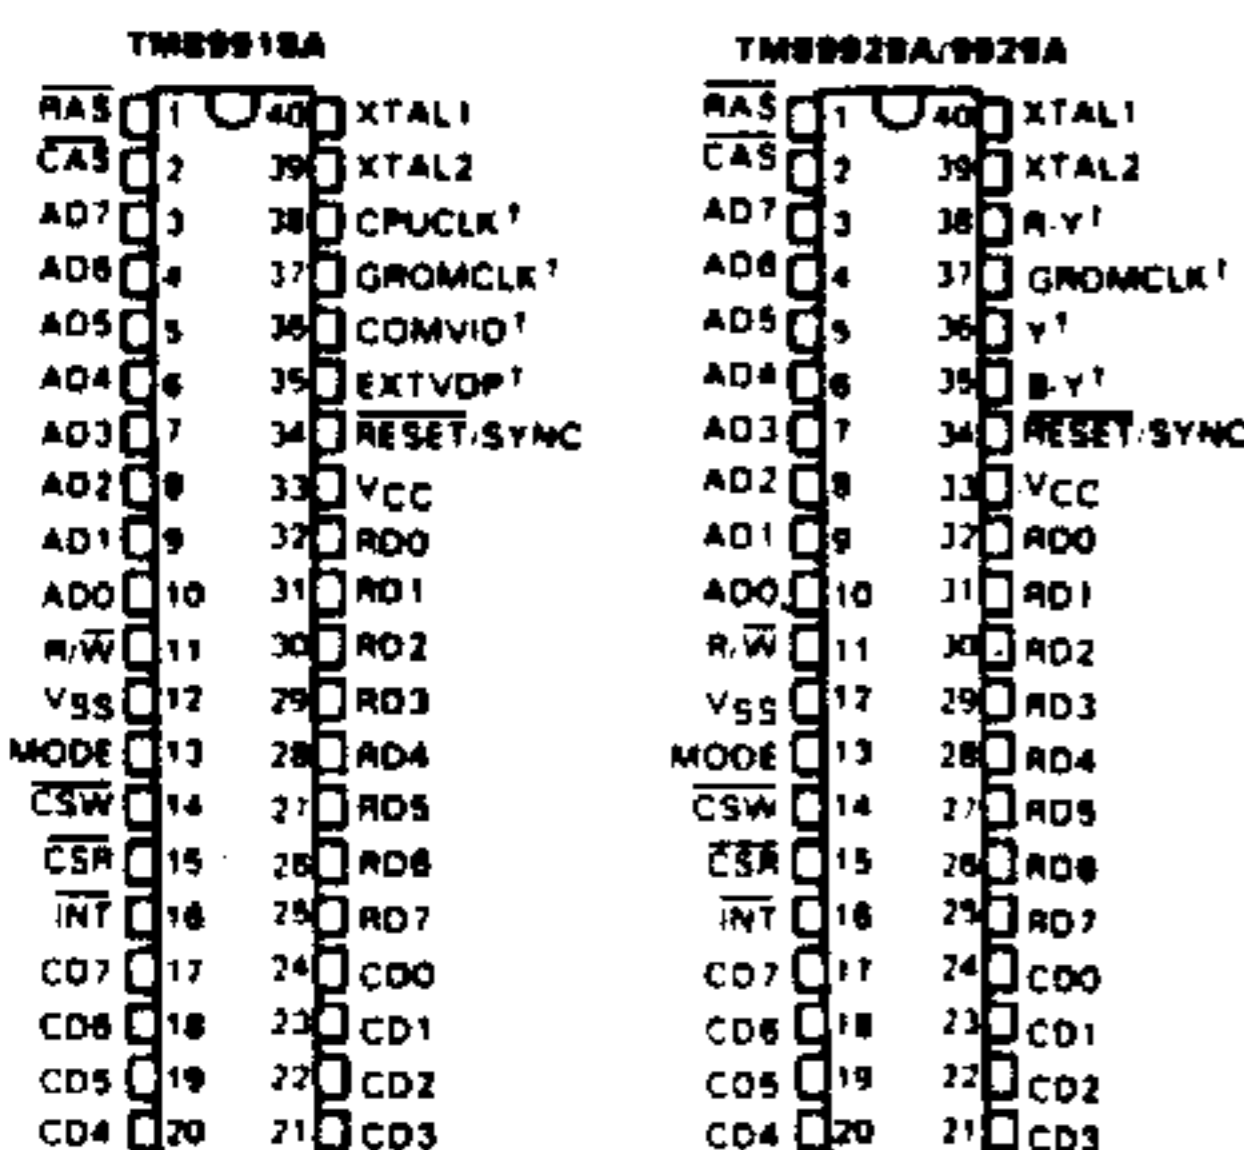 TMS9918A
RAS 1 40 XTAL1
CAS 2 39 XTAL2
AD7 3 38 CPUCLK†
AD6 4 37 GROMCLK†
AD5 5 36 COMVID†
AD4 6 35 EXTVDP†
AD3 7 34 RESET/SYNC
AD2 8 33 VCC
AD1 9 32 RD0
AD0 10 31 RD1
R/W 11 30 RD2
VSS 12 29 RD3
MODE 13 28 RD4
CSW 14 27 RD5
CSR 15 26 RD6
INT 16 25 RD7
CD7 17 24 CD0
CD6 18 23 CD1
CD5 19 22 CD2
CD4 20 21 CD3
TMS9928A/9929A
RAS 1 40 XTAL1
CAS 2 39 XTAL2
AD7 3 38 R-Y†
AD6 4 37 GROMCLK†
AD5 5 36 Y†
AD4 6 35 B-Y†
AD3 7 34 RESET/SYNC
AD2 8 33 VCC
AD1 9 32 RD0
AD0 10 31 RD1
R/W 11 30 RD2
VSS 12 29 RD3
MODE 13 28 RD4
CSW 14 27 RD5
CSR 15 26 RD6
INT 16 25 RD7
CD7 17 24 CD0
CD6 18 23 CD1
CD5 19 22 CD2
CD4 20 21 CD3